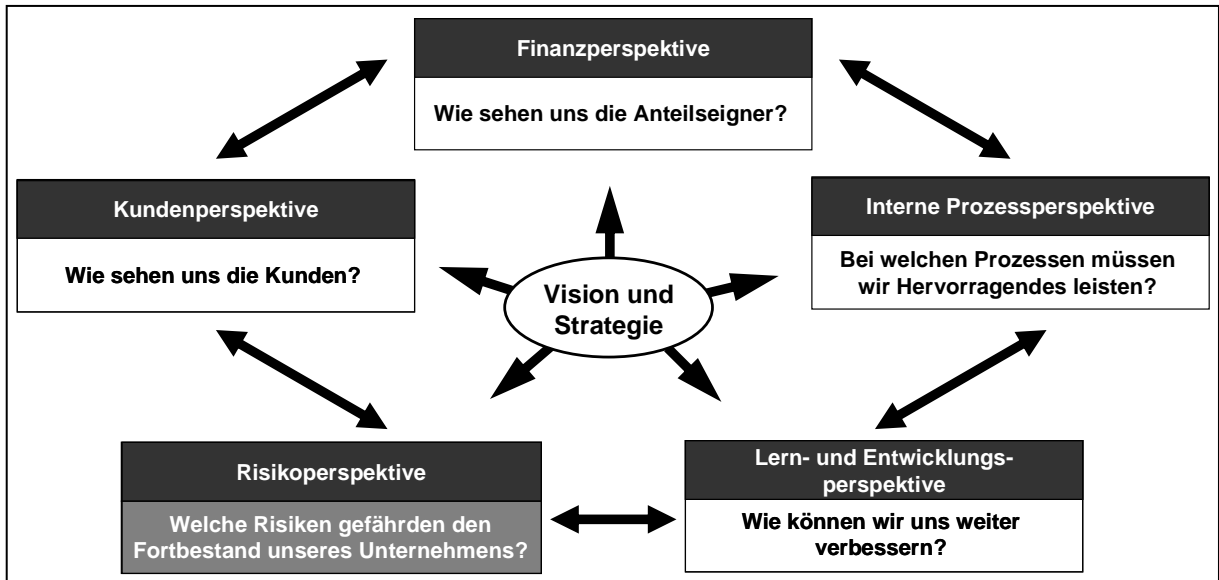 Finanzperspektive
Wie sehen uns die Anteilseigner?
Kundenperspektive
Wie sehen uns die Kunden?
Interne Prozessperspektive
Bei welchen Prozessen müssen
wir Hervorragendes leisten?
Vision und
Strategie
Risikoperspektive
Welche Risiken gefährden den
Fortbestand unseres Unternehmens?
Lern- und Entwicklungs-
perspektive
Wie können wir uns weiter
verbessern?